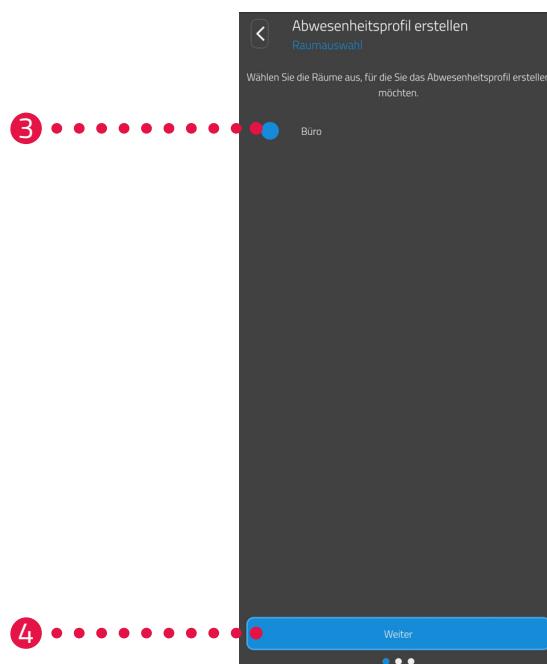 Abwesenheitsprofil erstellen
Raumauswahl
Wählen Sie die Räume aus, für die Sie das Abwesenheitsprofil erstellen
möchten.
3
Büro
4
Weiter